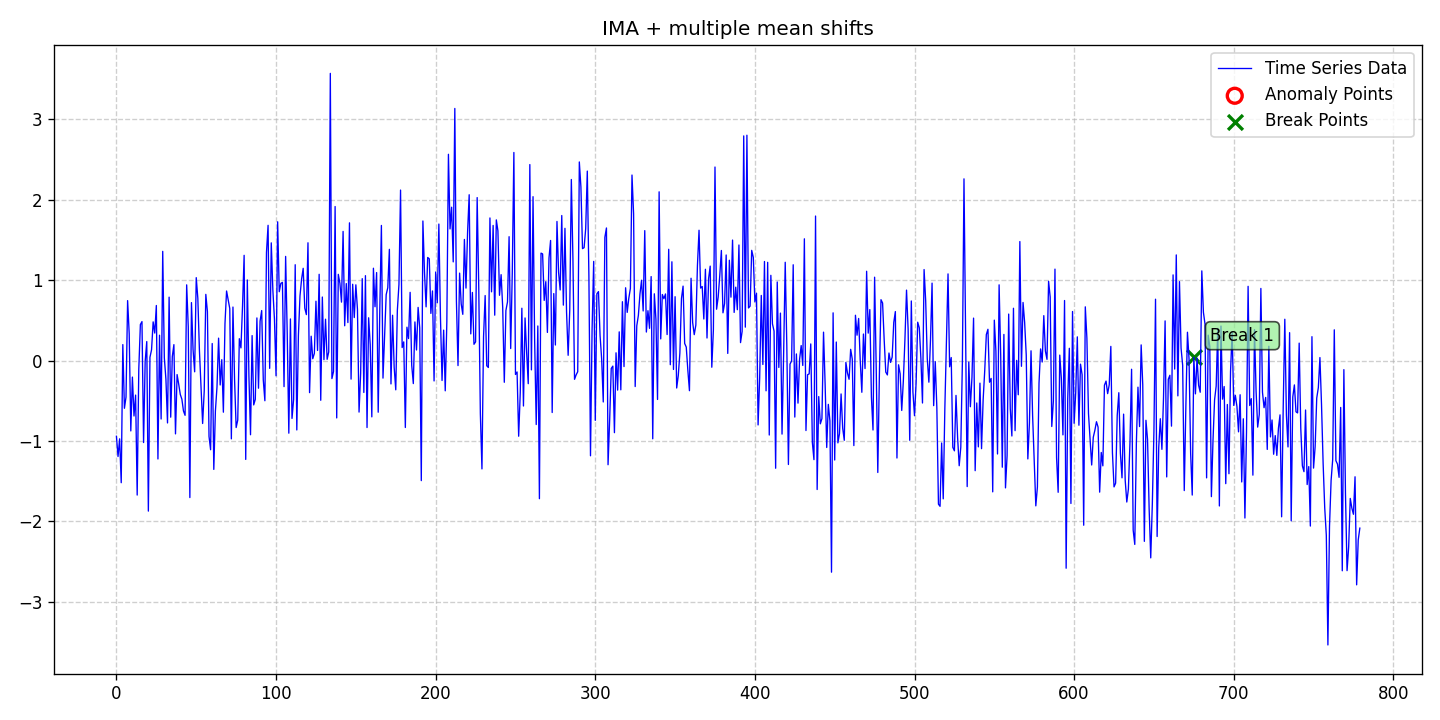 IMA + multiple mean shifts
Time Series Data
Anomaly Points
Break Points
Break 1
3
2
1
0
−1
−2
−3
0 100 200 300 400 500 600 700 800